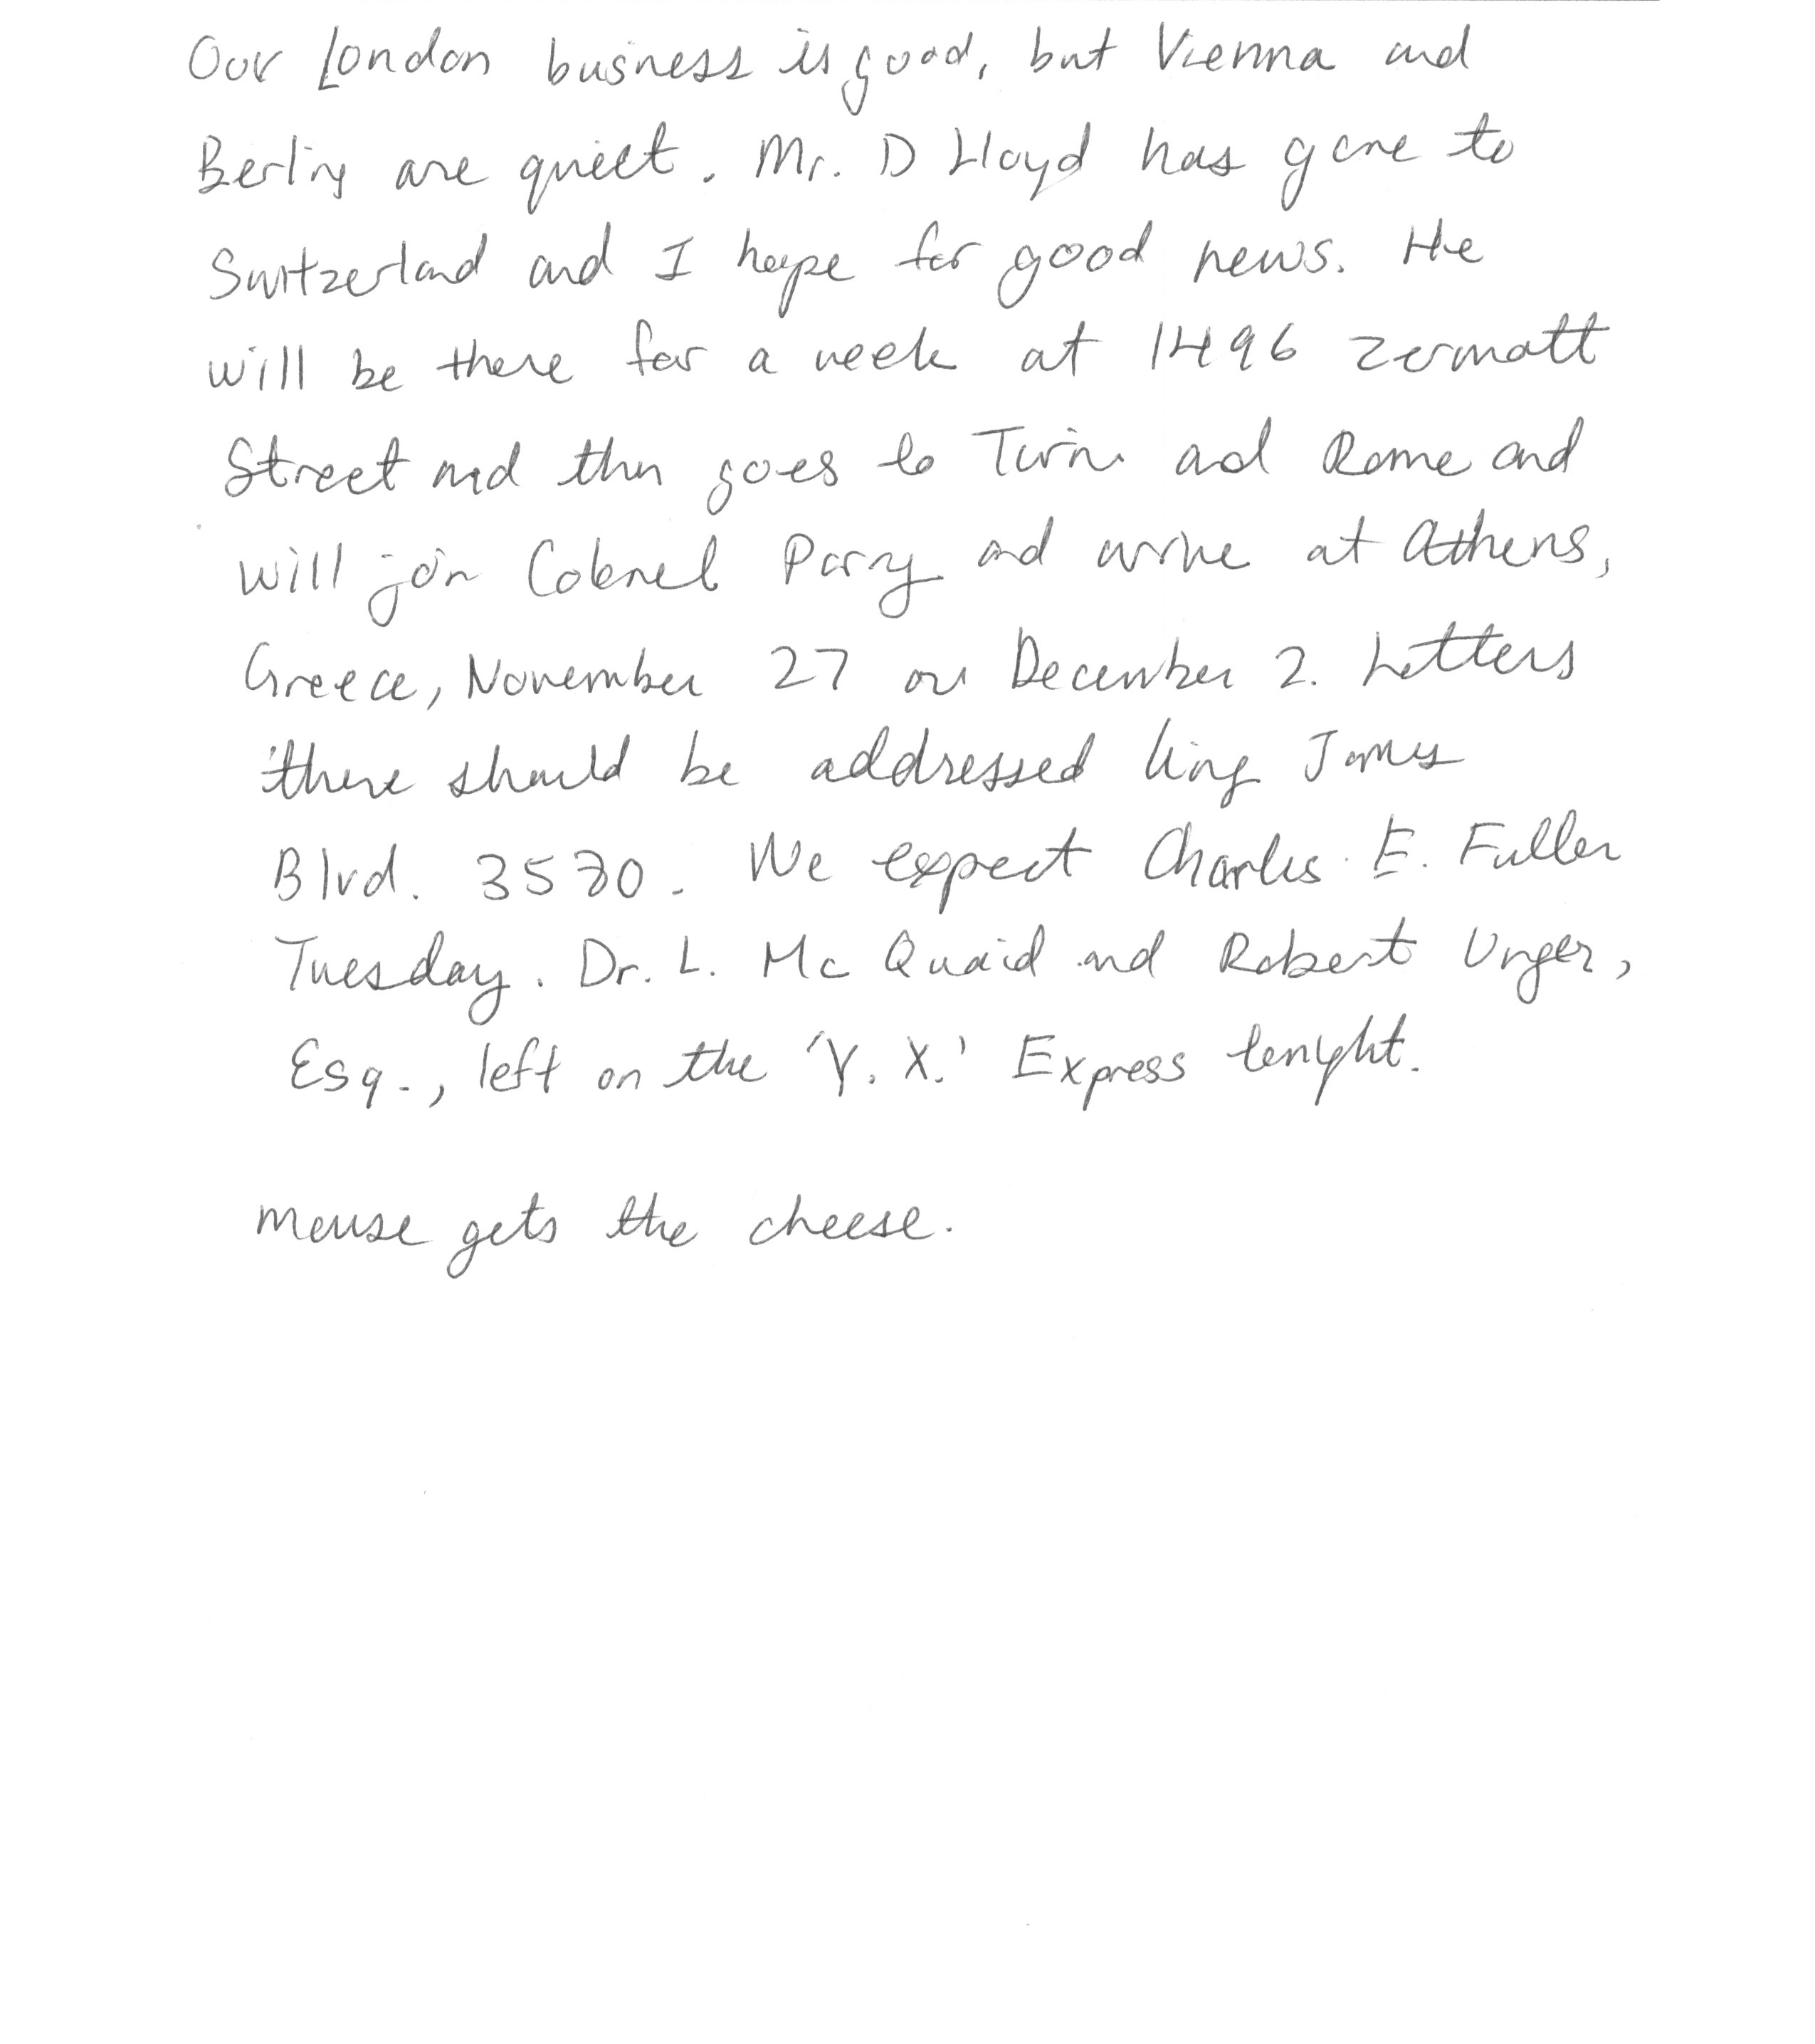 Our London business is good, but Vienna and
Berlin are quiet. Mr. D Lloyd has gone to
Switzerland and I hope for good news. He
will be there for a week at 1496 Zermatt
Street and then goes to Turin and Rome and
will join Colonel Parry and arrive at Athens,
Greece, November 27 or December 2. Letters
there should be addressed King James
Blvd. 3580. We expect Charles E. Fuller
Tuesday. Dr. L. Mc Quaid and Robert Unger,
Esq., left on the 'Y. X.' Express tonight.
mouse gets the cheese.